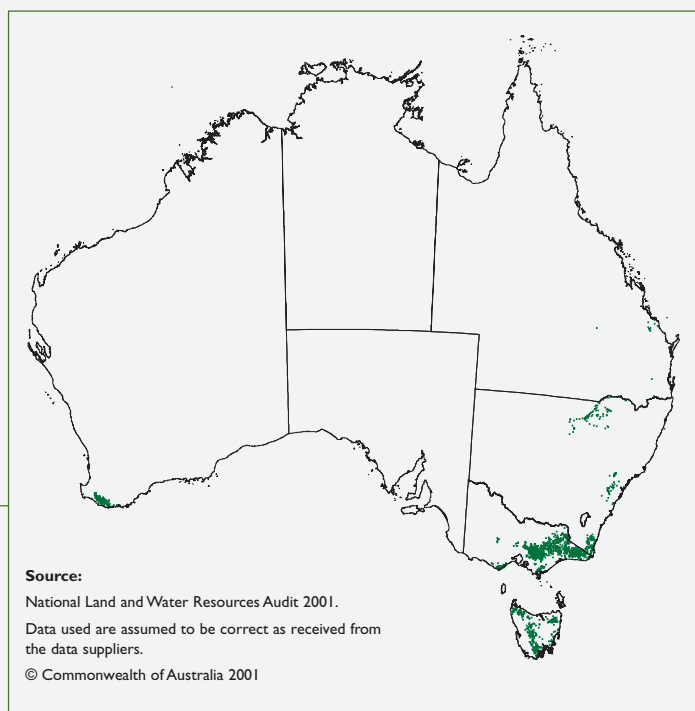 Source:
National Land and Water Resources Audit 2001.
Data used are assumed to be correct as received from
the data suppliers.
© Commonwealth of Australia 2001